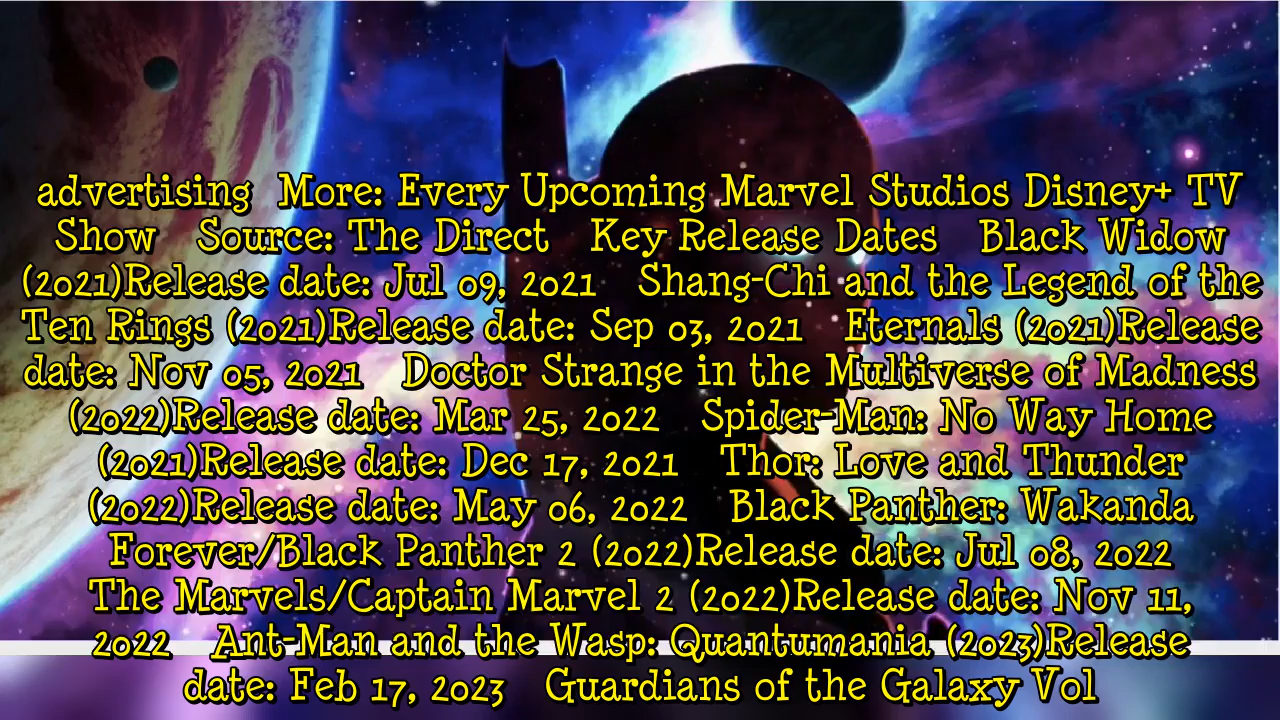 advertising More: Every Upcoming Marvel Studios Disney+ TV
Show Source: The Direct Key Release Dates Black Widow
(2021)Release date: Jul 09, 2021 Shang-Chi and the Legend of the
Ten Rings (2021)Release date: Sep 03, 2021 Eternals (2021)Release
date: Nov 05, 2021 Doctor Strange in the Multiverse of Madness
(2022)Release date: Mar 25, 2022 Spider-Man: No Way Home
(2021)Release date: Dec 17, 2021 Thor: Love and Thunder
(2022)Release date: May 06, 2022 Black Panther: Wakanda
Forever/Black Panther 2 (2022)Release date: Jul 08, 2022
The Marvels/Captain Marvel 2 (2022)Release date: Nov 11,
2022 Ant-Man and the Wasp: Quantumania (2023)Release
date: Feb 17, 2023 Guardians of the Galaxy Vol